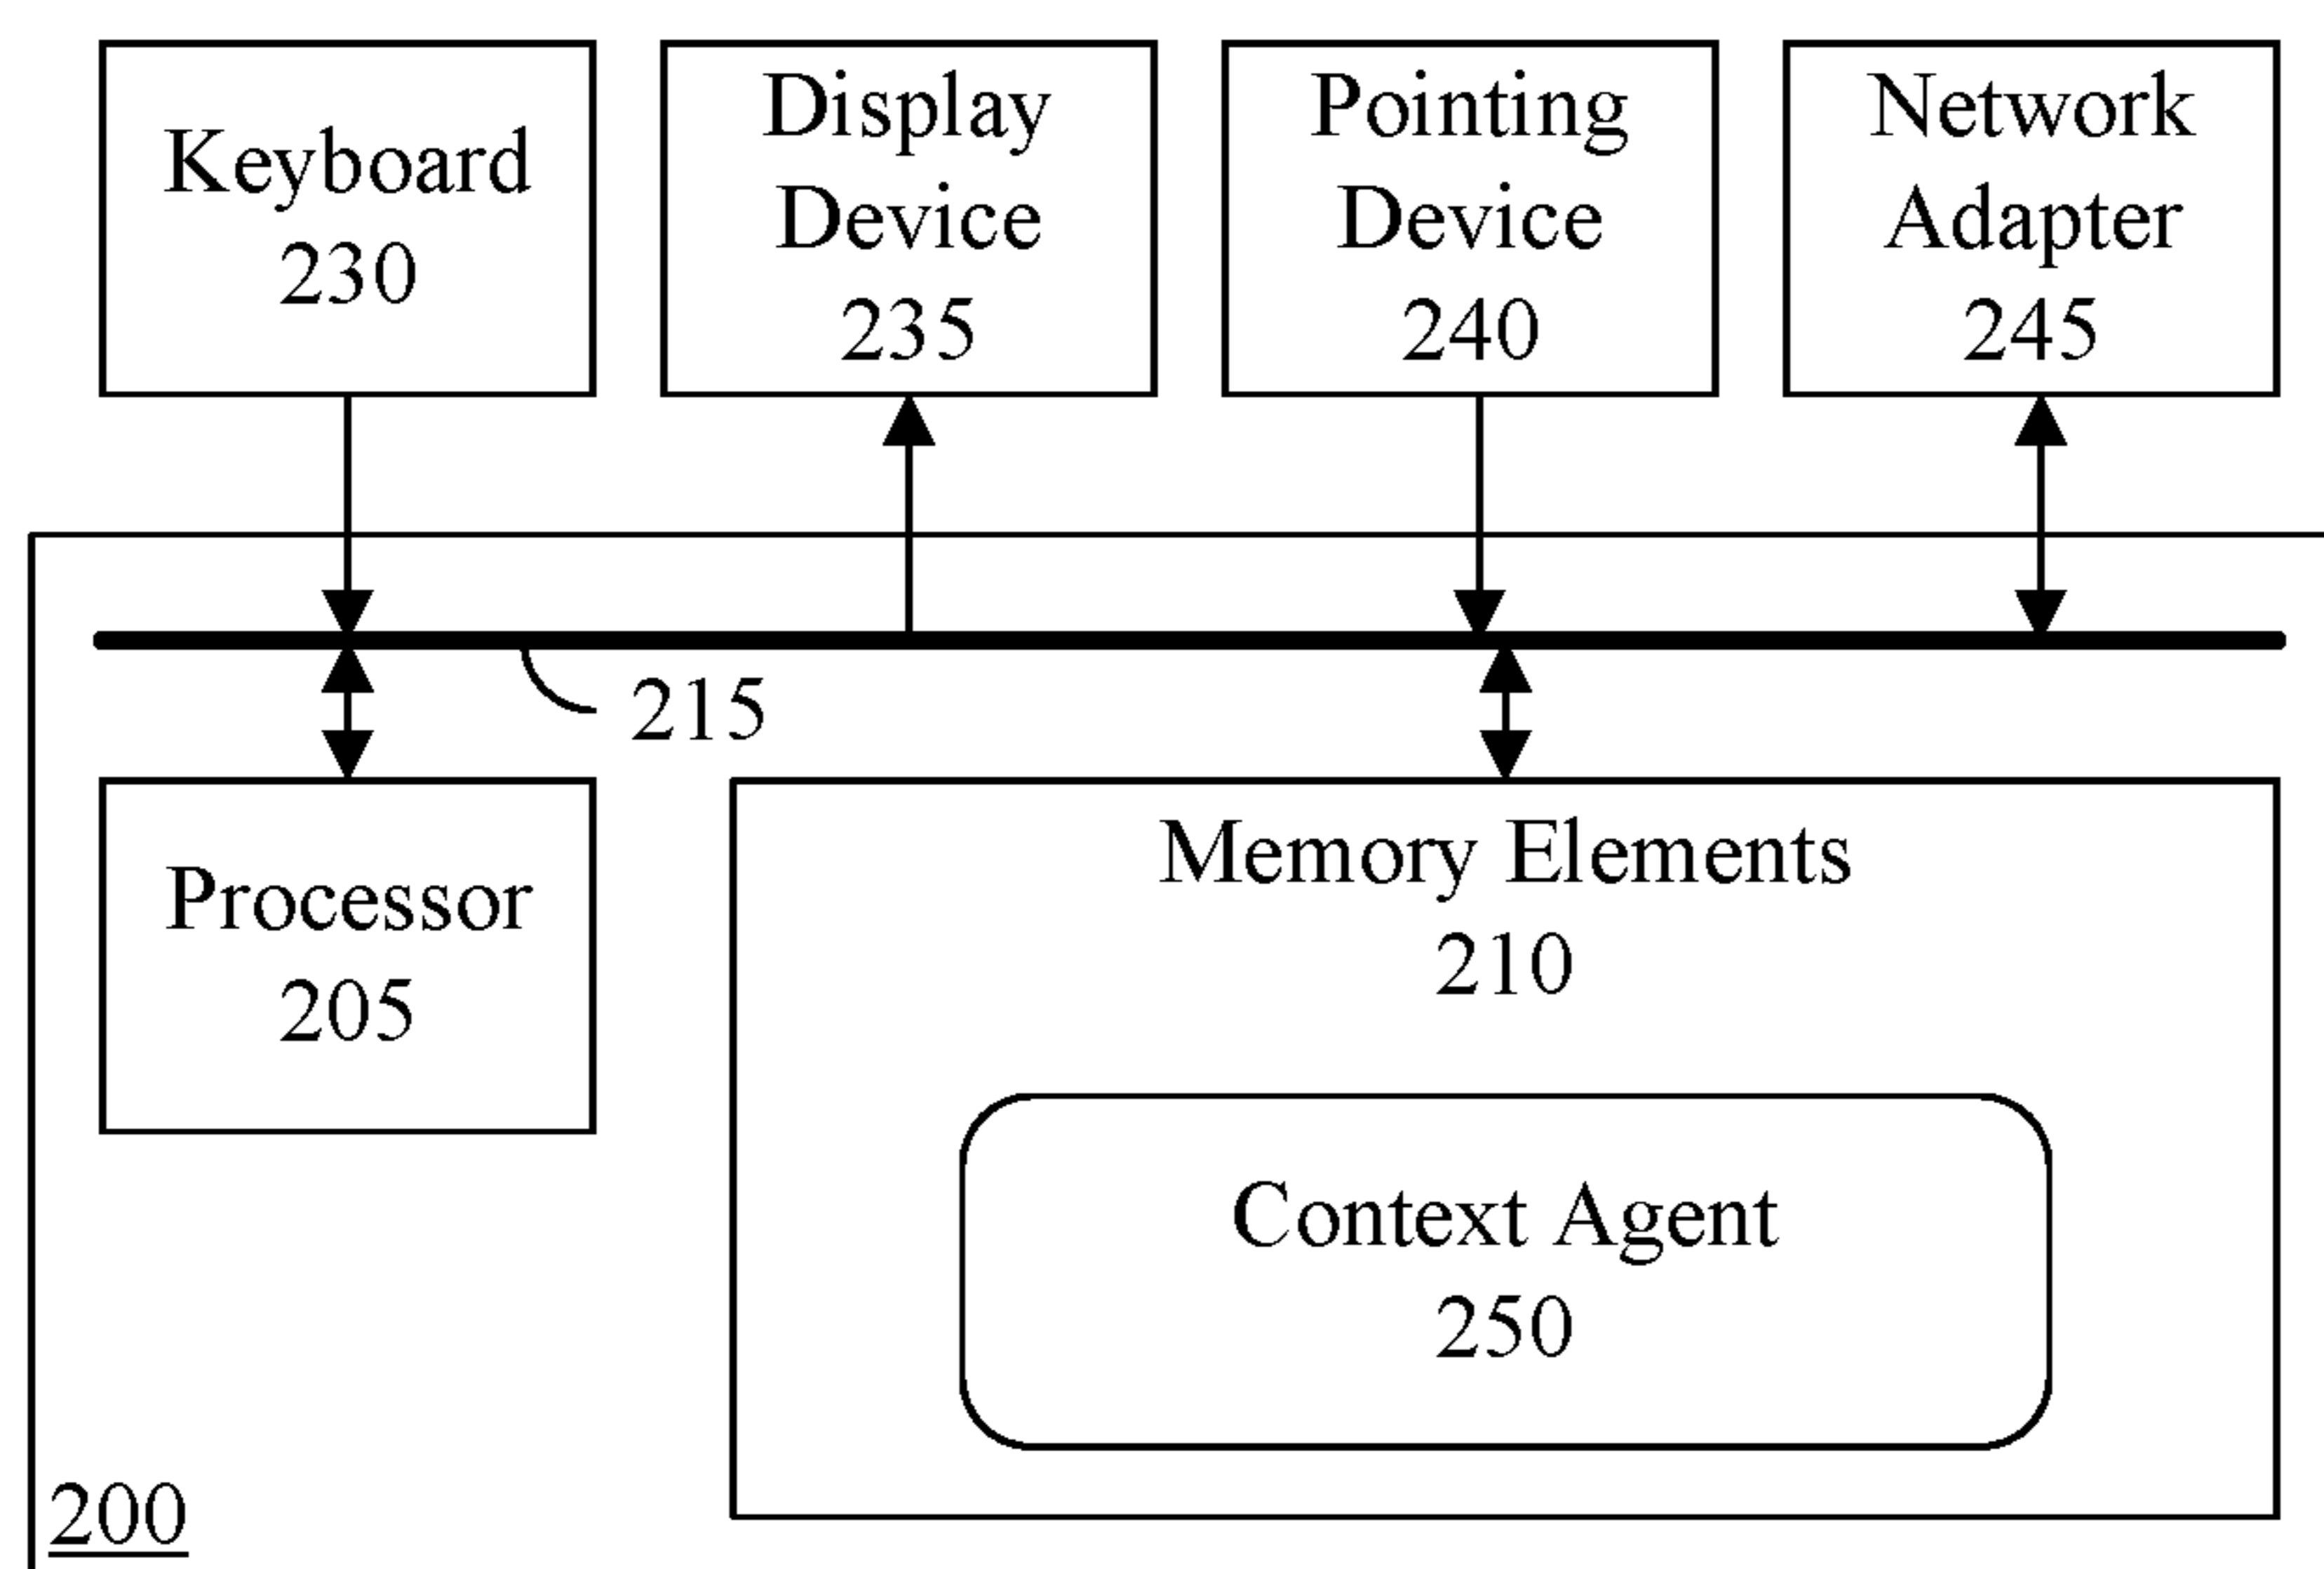 Keyboard
230
Display
Device
235
Pointing
Device
240
Network
Adapter
245
215
Processor
205
Memory Elements
210
Context Agent
250
200